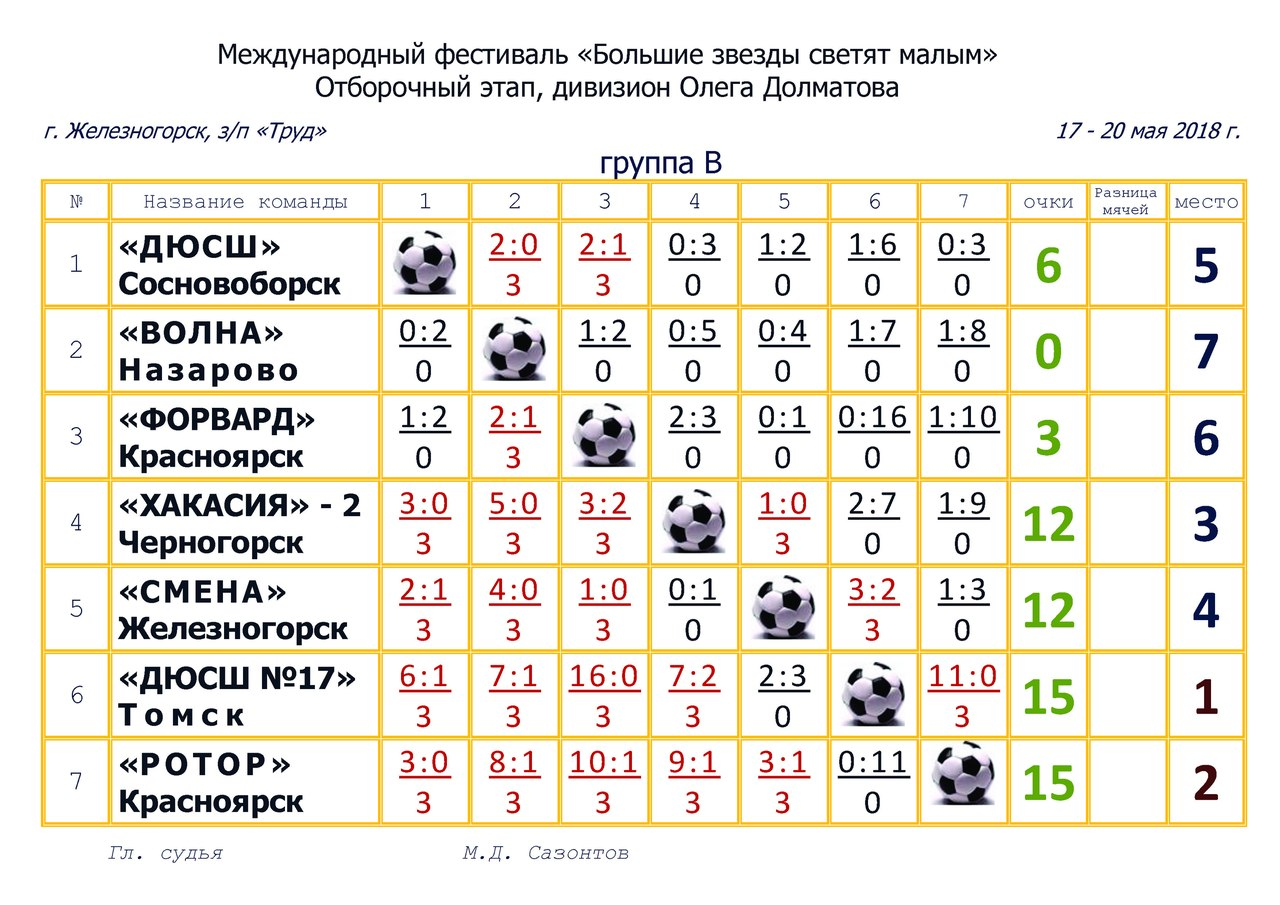 Международный фестиваль «Большие звезды светят малым»
Отборочный этап, дивизион Олега Долматова
г. Железногорск, з/п «Труд» 17 - 20 мая 2018 г.
группа В
№ Название команды 1 2 3 4 5 6 7 очки Разница мячей место
1 «ДЮСШ» 2:0 2:1 0:3 1:2 1:6 0:3 6 5
Сосновоборск 3 3 0 0 0 0
2 «ВОЛНА» 0:2 1:2 0:5 0:4 1:7 1:8 0 7
Назарово 0 0 0 0 0 0
3 «ФОРВАРД» 1:2 2:1 2:3 0:1 0:16 1:10 3 6
Красноярск 0 3 0 0 0 0
4 «ХАКАСИЯ» - 2 3:0 5:0 3:2 1:0 2:7 1:9 12 3
Черногорск 3 3 3 3 0 0
5 «СМЕНА» 2:1 4:0 1:0 0:1 3:2 1:3 12 4
Железногорск 3 3 3 0 3 0
6 «ДЮСШ №17» 6:1 7:1 16:0 7:2 2:3 11:0 15 1
Томск 3 3 3 3 0 3
7 «РОТОР» 3:0 8:1 10:1 9:1 3:1 0:11 15 2
Красноярск 3 3 3 3 3 0
Гл. судья М.Д. Сазонтов